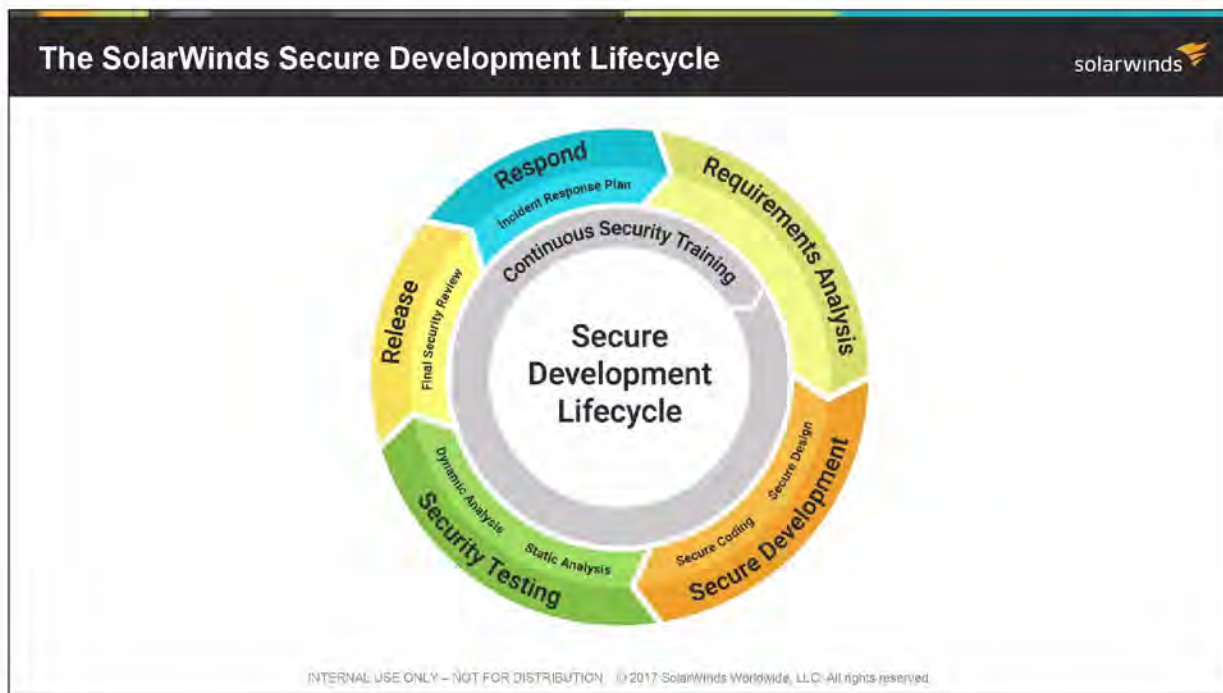 The SolarWinds Secure Development Lifecycle
solarwinds
Respond
Incident Response Plan
Requirements Analysis
Continuous Security Training
Secure
Development
Lifecycle
Release
Final Security Review
Secure Design
Secure Coding
Secure Development
Dynamic Analysis
Static Analysis
Security Testing
INTERNAL USE ONLY – NOT FOR DISTRIBUTION © 2017 SolarWinds Worldwide, LLC. All rights reserved.